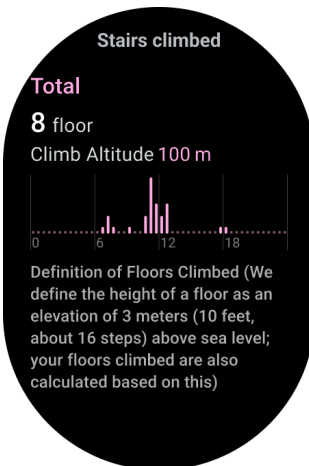 Stairs climbed
Total
8 floor
Climb Altitude 100 m
0 6 12 18
Definition of Floors Climbed (We
define the height of a floor as an
elevation of 3 meters (10 feet,
about 16 steps) above sea level;
your floors climbed are also
calculated based on this)